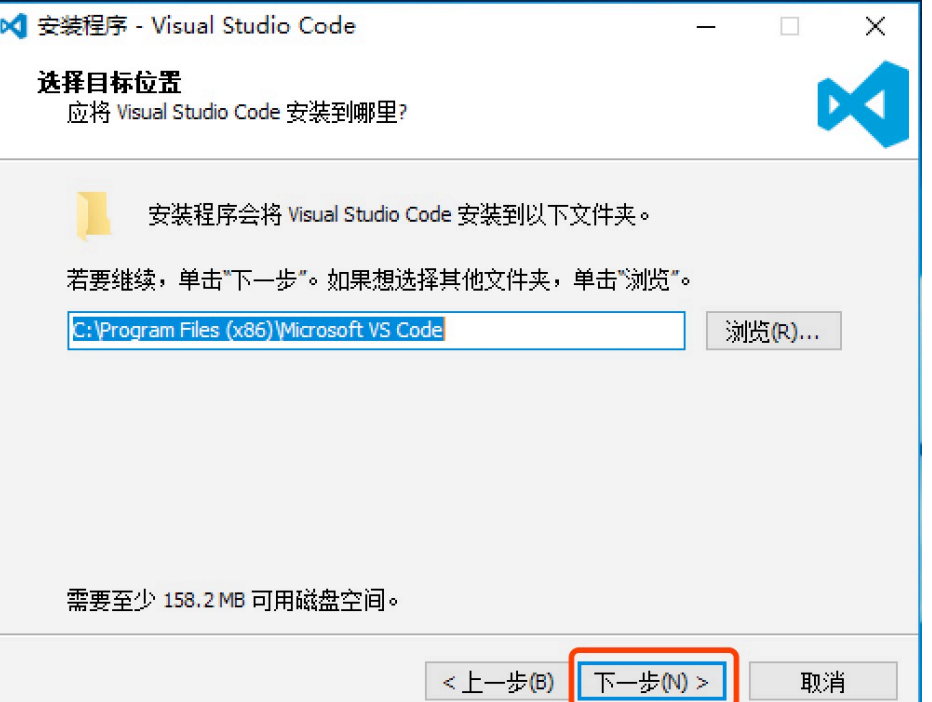 安装程序 - Visual Studio Code
选择目标位置
应将 Visual Studio Code 安装到哪里?
安装程序会将 Visual Studio Code 安装到以下文件夹。
若要继续，单击"下一步"。如果想选择其他文件夹，单击"浏览"。
C:\Program Files (x86)\Microsoft VS Code
浏览(R)...
需要至少 158.2 MB 可用磁盘空间。
< 上一步(B)
下一步(N) >
取消